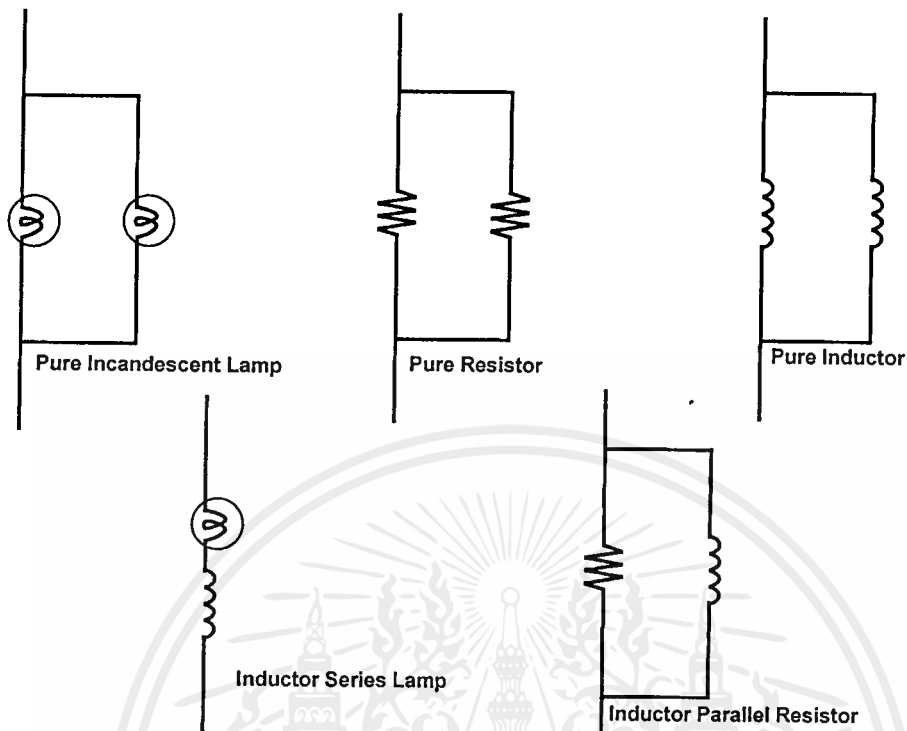 Pure Incandescent Lamp
Pure Resistor
Pure Inductor
Inductor Series Lamp
Inductor Parallel Resistor